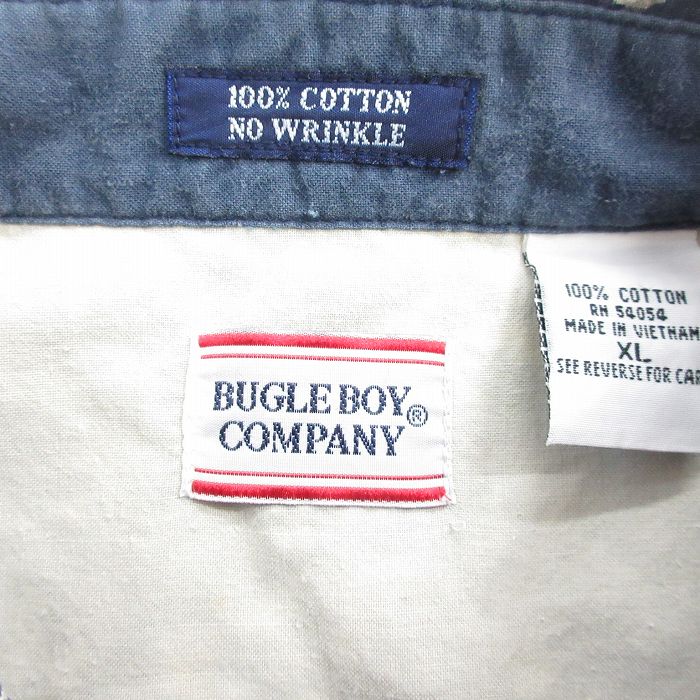 100% COTTON
NO WRINKLE
100% COTTON
RN 54054
MADE IN VIETNAM
XL
SEE REVERSE FOR CAR
BUGLE BOY®
COMPANY